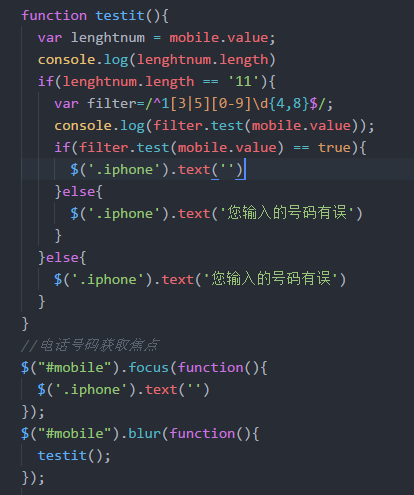 function testit(){
var lenghtnum = mobile.value;
console.log(lenghtnum.length)
if(lenghtnum.length == '11'){
var filter=/^1[3|5][0-9]\d{4,8}$/;
console.log(filter.test(mobile.value));
if(filter.test(mobile.value) == true){
$('.iphone').text('')
}else{
$('.iphone').text('您输入的号码有误')
}
}else{
$('.iphone').text('您输入的号码有误')
}
}
//电话号码获取焦点
$("#mobile").focus(function(){
$('.iphone').text('')
});
$("#mobile").blur(function(){
testit();
});